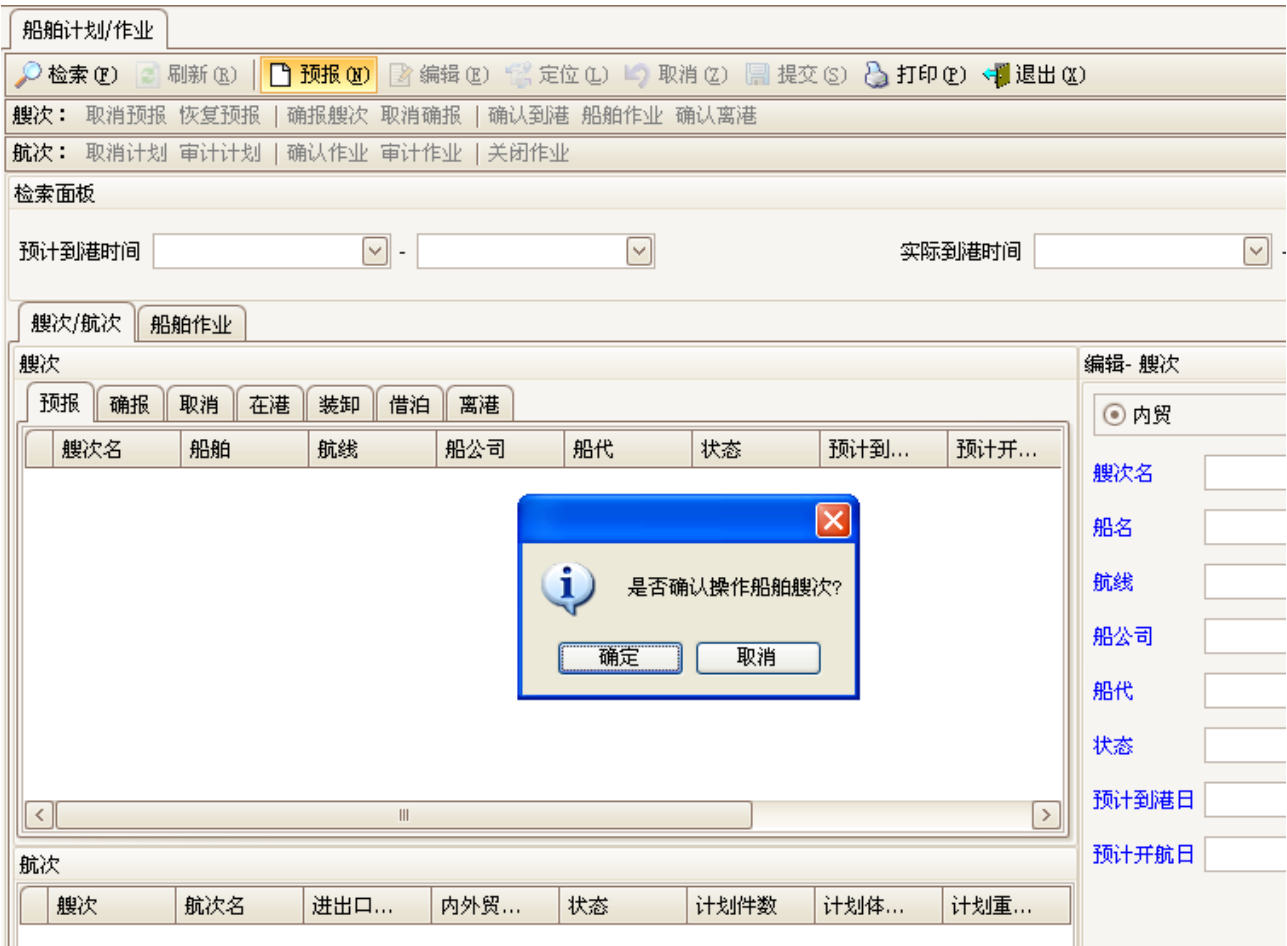 船舶计划/作业
检索(F) 刷新(R) 预报(N) 编辑(E) 定位(L) 取消(Z) 提交(S) 打印(P) 退出(X)
艘次： 取消预报 恢复预报 | 确报艘次 取消确报 | 确认到港 船舶作业 确认离港
航次： 取消计划 审计计划 | 确认作业 审计作业 | 关闭作业
检索面板
预计到港时间 - 实际到港时间 -
艘次/航次 船舶作业
艘次 编辑- 艘次
预报 确报 取消 在港 装卸 借泊 离港
内贸
艘次名 船舶 航线 船公司 船代 状态 预计到... 预计开...
艘次名
船名
是否确认操作船舶艘次?
航线
船公司
确定 取消
船代
状态
预计到港日
预计开航日
航次
艘次 航次名 进出口... 内外贸... 状态 计划件数 计划体... 计划重...